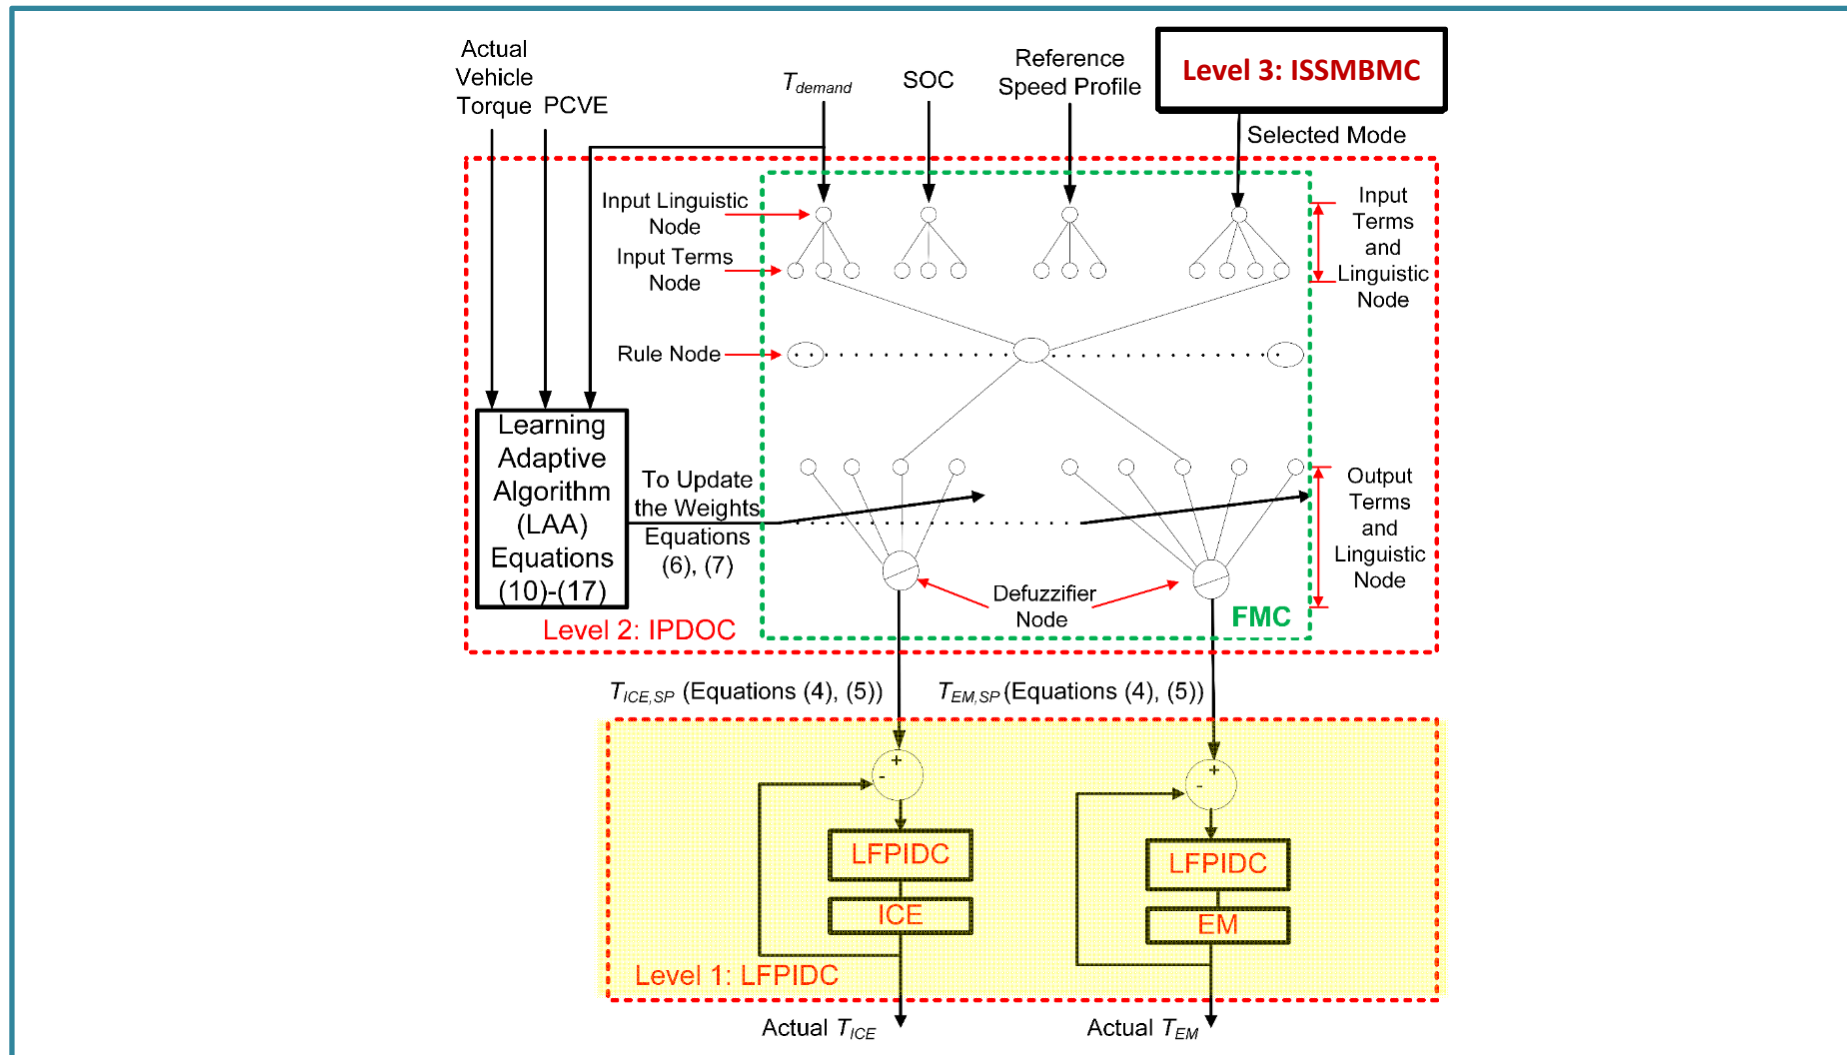 Actual
Vehicle
Torque
PCVE
T_demand
SOC
Reference
Speed Profile
Level 3: ISSMBMC
Selected Mode
Input Linguistic
Node
Input Terms
Node
Input
Terms
and
Linguistic
Node
Rule Node
Learning
Adaptive
Algorithm
(LAA)
Equations
(10)-(17)
To Update
the Weights
Equations
(6), (7)
Output
Terms
and
Linguistic
Node
Defuzzifier
Node
FMC
Level 2: IPDOC
T_ICE,SP (Equations (4), (5))
T_EM,SP (Equations (4), (5))
+
-
+
-
LFPIDC
LFPIDC
ICE
EM
Level 1: LFPIDC
Actual T_ICE
Actual T_EM